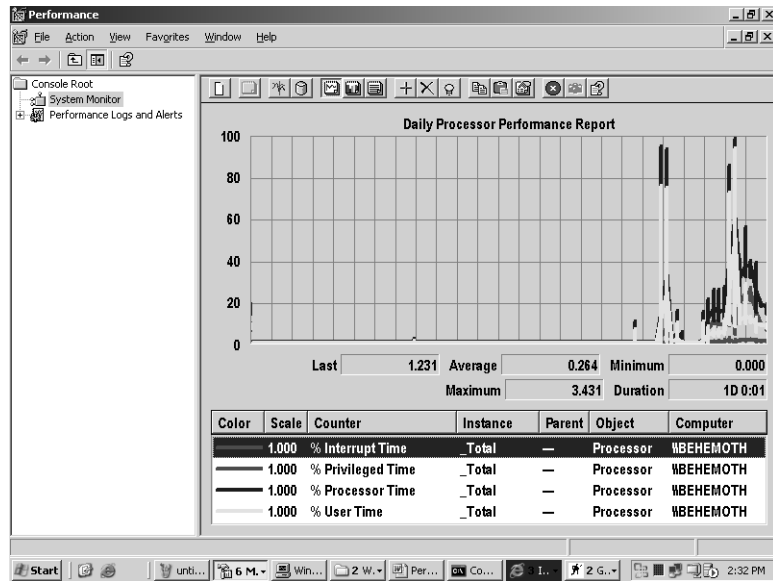 Performance
File Action View Favorites Window Help
Console Root
System Monitor
Performance Logs and Alerts
Daily Processor Performance Report
100
80
60
40
20
0
Last 1.231 Average 0.264 Minimum 0.000
Maximum 3.431 Duration 1D 0:01
Color Scale Counter Instance Parent Object Computer
1.000 % Interrupt Time _Total — Processor \\BEHEMOTH
1.000 % Privileged Time _Total — Processor \\BEHEMOTH
1.000 % Processor Time _Total — Processor \\BEHEMOTH
1.000 % User Time _Total — Processor \\BEHEMOTH
Start unti... 6 M. Win... 2 W. Per... Co... 3 I.. 2 G.. 2:32 PM